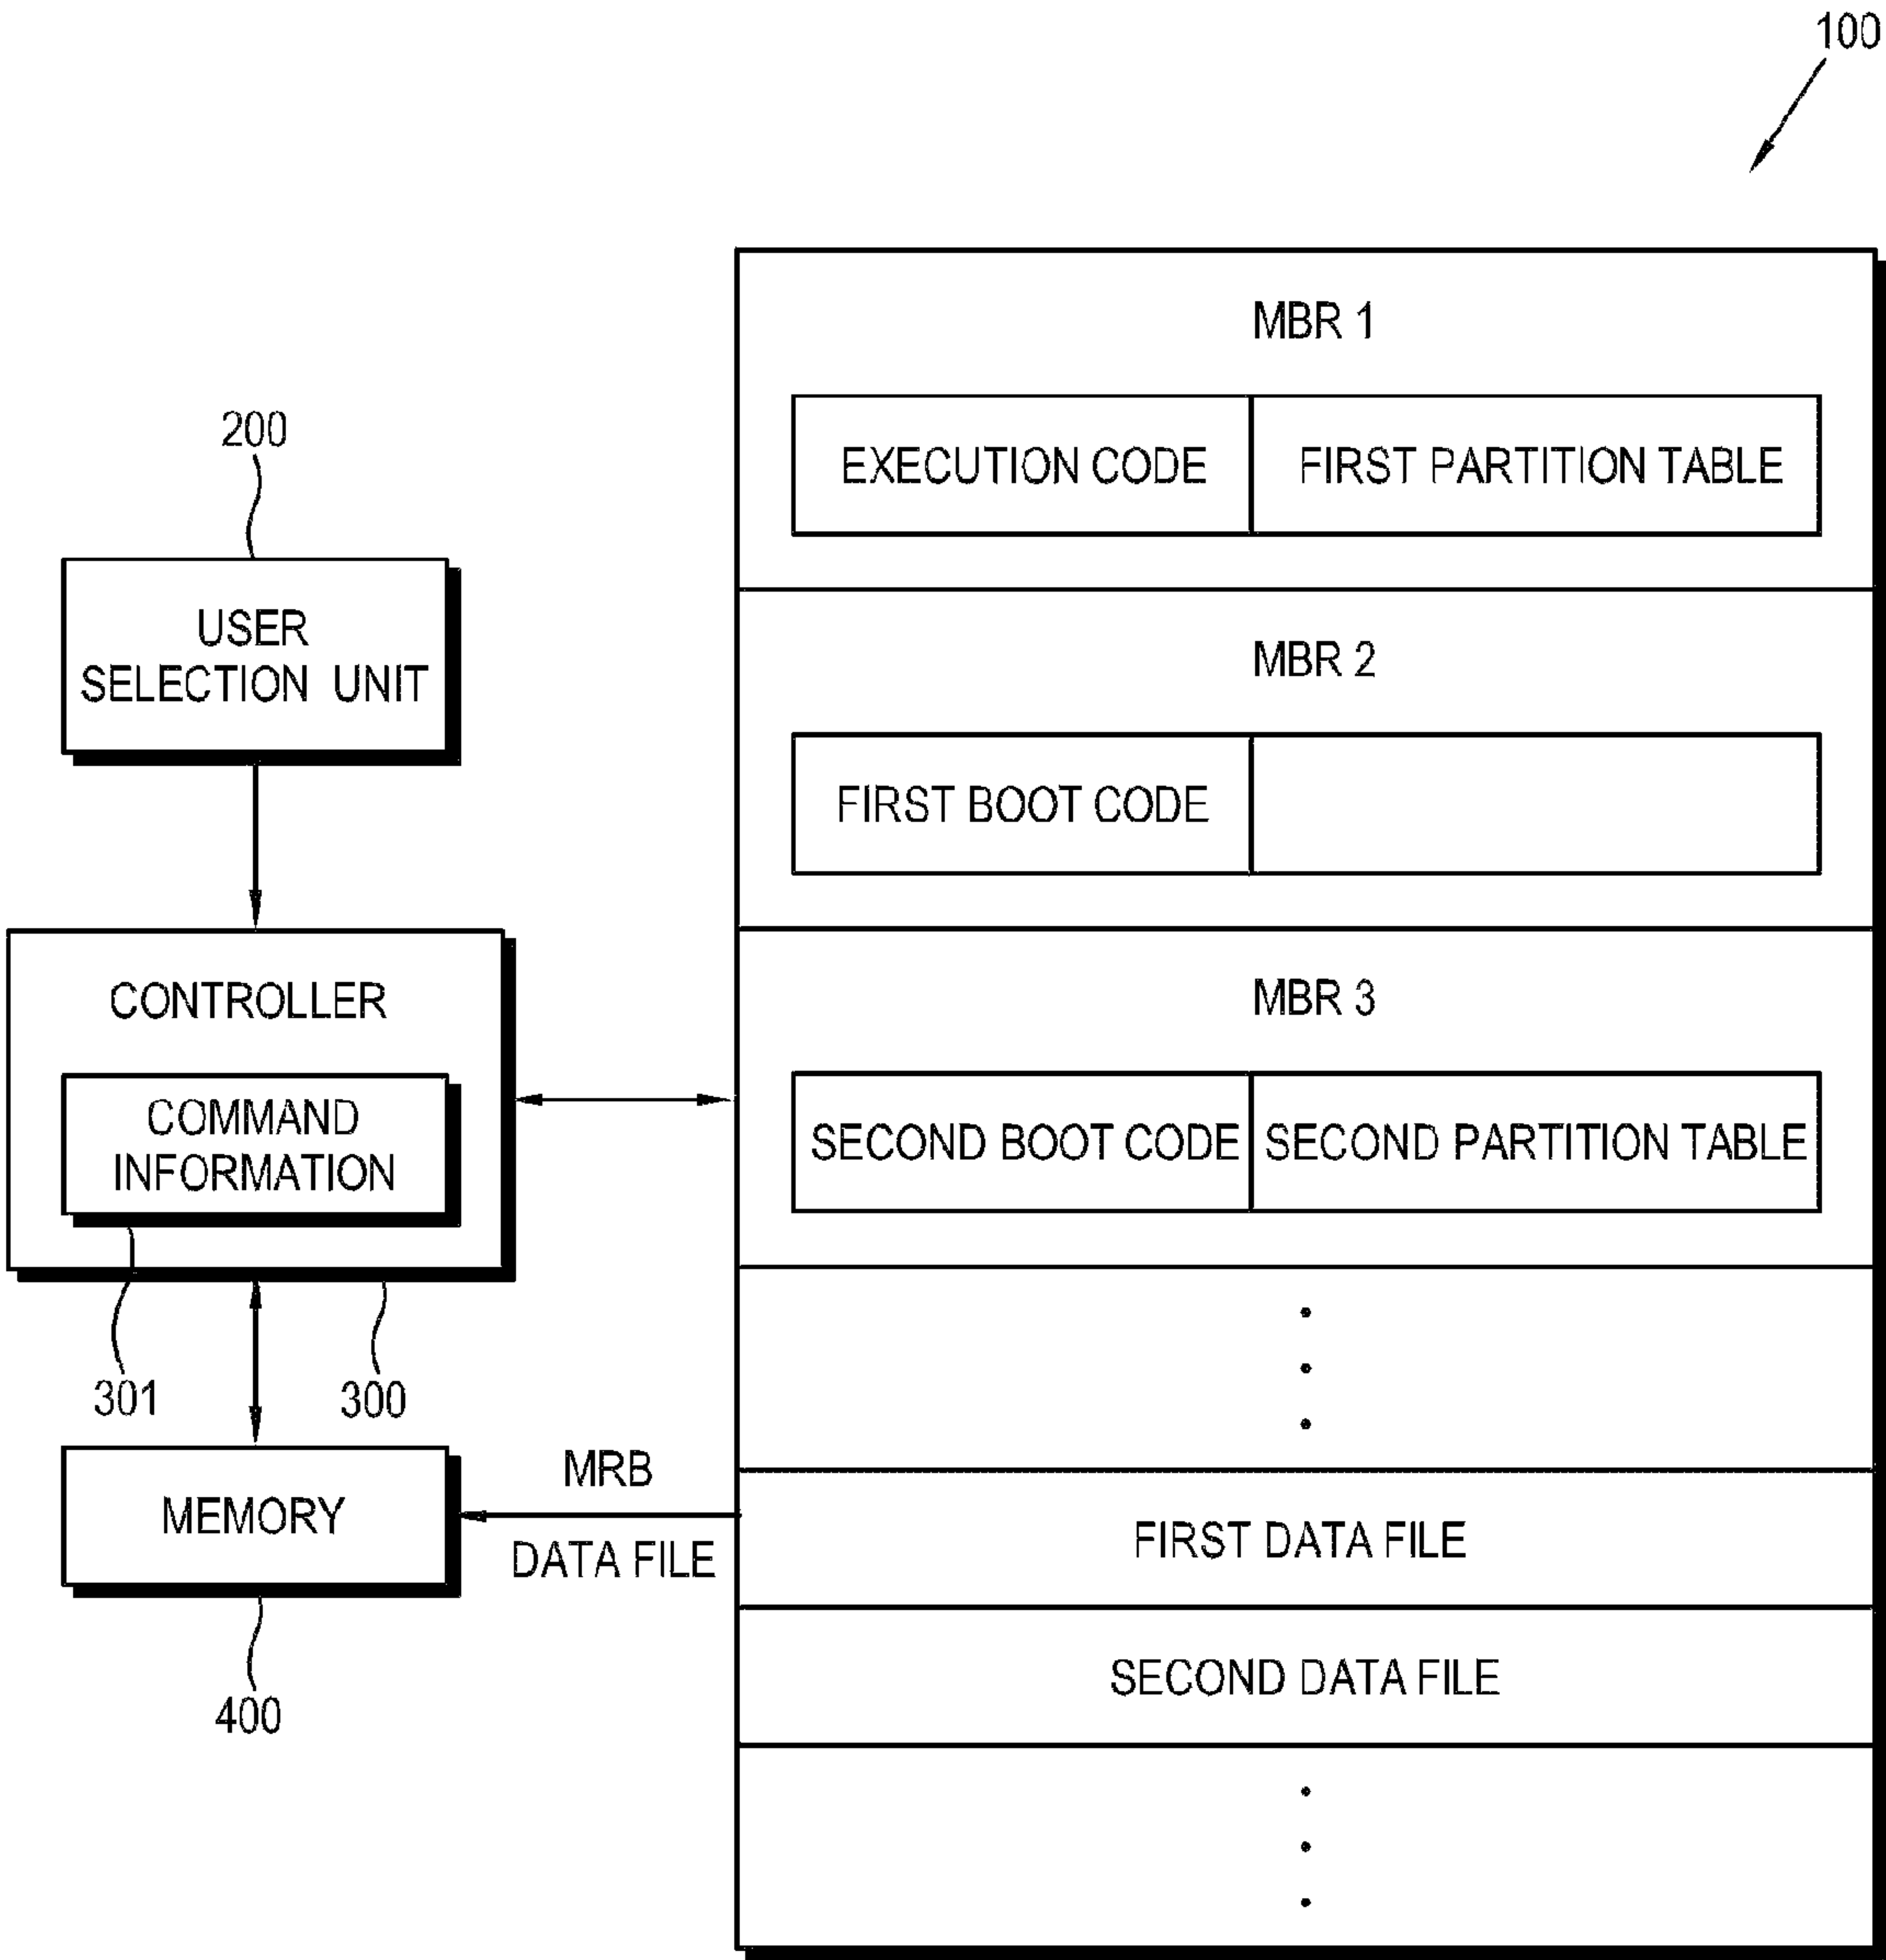 100
MBR 1
EXECUTION CODE
FIRST PARTITION TABLE
200
USER
SELECTION UNIT
MBR 2
FIRST BOOT CODE
CONTROLLER
COMMAND
INFORMATION
MBR 3
SECOND BOOT CODE
SECOND PARTITION TABLE
301
300
MEMORY
MRB
DATA FILE
FIRST DATA FILE
SECOND DATA FILE
400